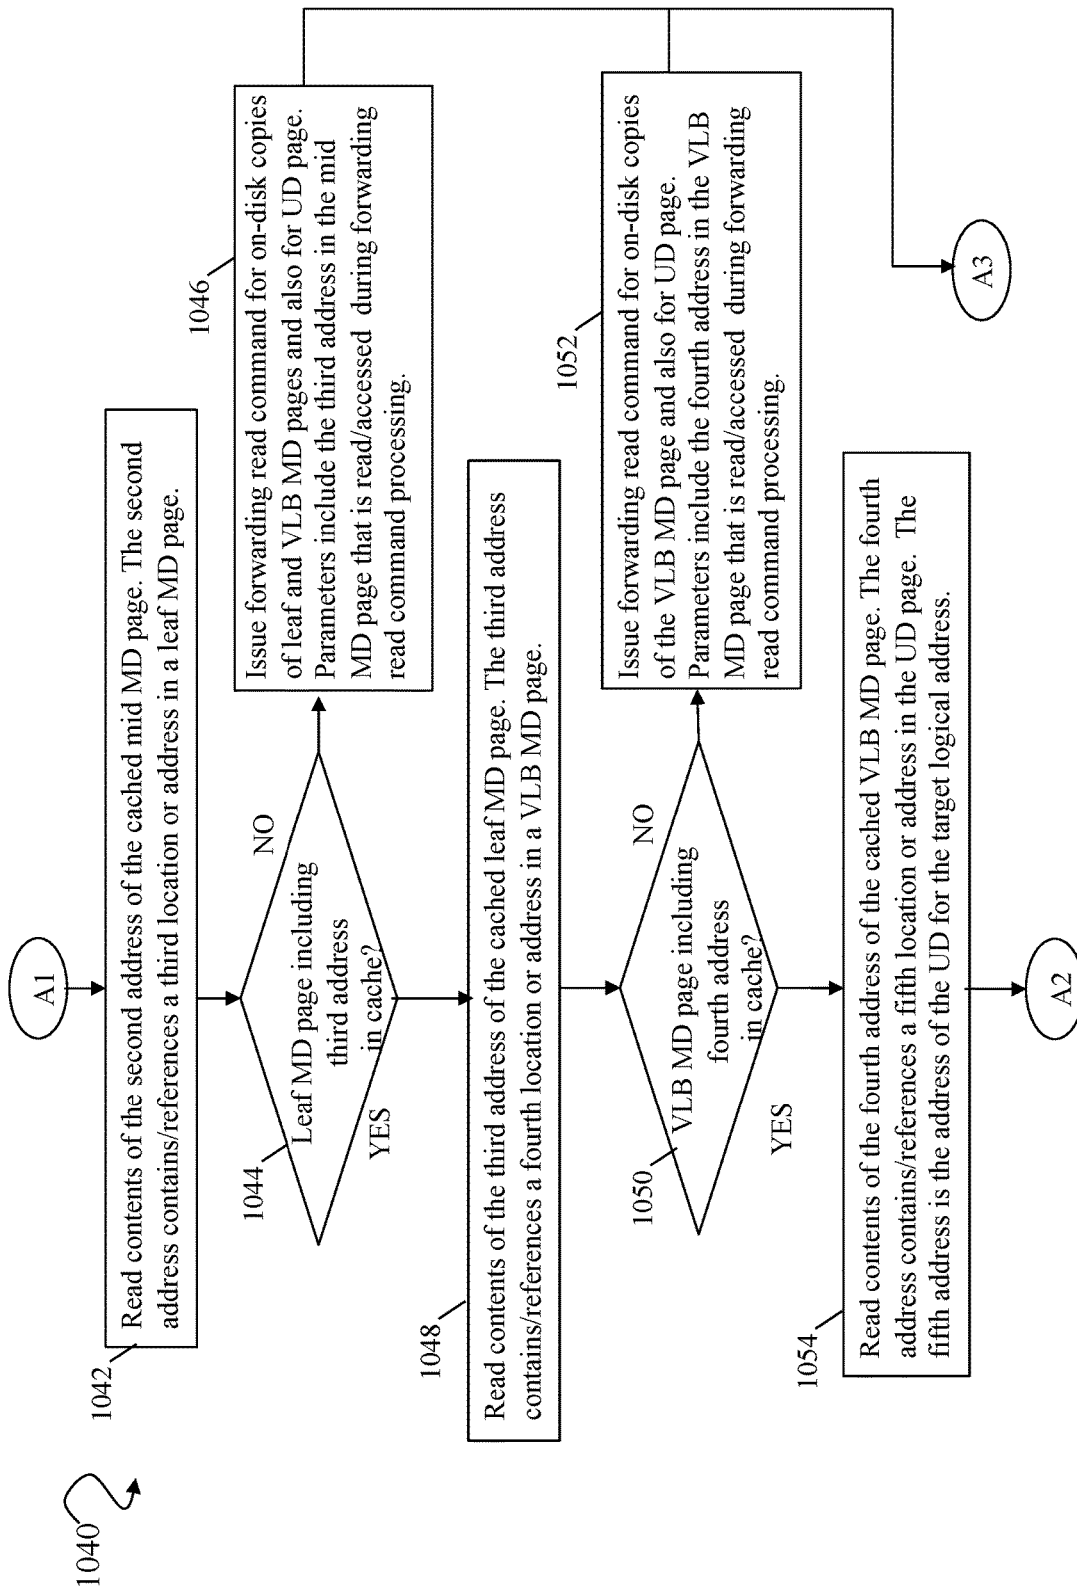 1040
A1
1042
Read contents of the second address of the cached mid MD page. The second
address contains/references a third location or address in a leaf MD page.
1044
Leaf MD page including
third address
in cache?
NO
YES
1046
Issue forwarding read command for on-disk copies
of leaf and VLB MD pages and also for UD page.
Parameters include the third address in the mid
MD page that is read/accessed during forwarding
read command processing.
1048
Read contents of the third address of the cached leaf MD page. The third address
contains/references a fourth location or address in a VLB MD page.
1050
VLB MD page including
fourth address
in cache?
NO
YES
1052
Issue forwarding read command for on-disk copies
of the VLB MD page and also for UD page.
Parameters include the fourth address in the VLB
MD page that is read/accessed during forwarding
read command processing.
1054
Read contents of the fourth address of the cached VLB MD page. The fourth
address contains/references a fifth location or address in the UD page. The
fifth address is the address of the UD for the target logical address.
A2
A3